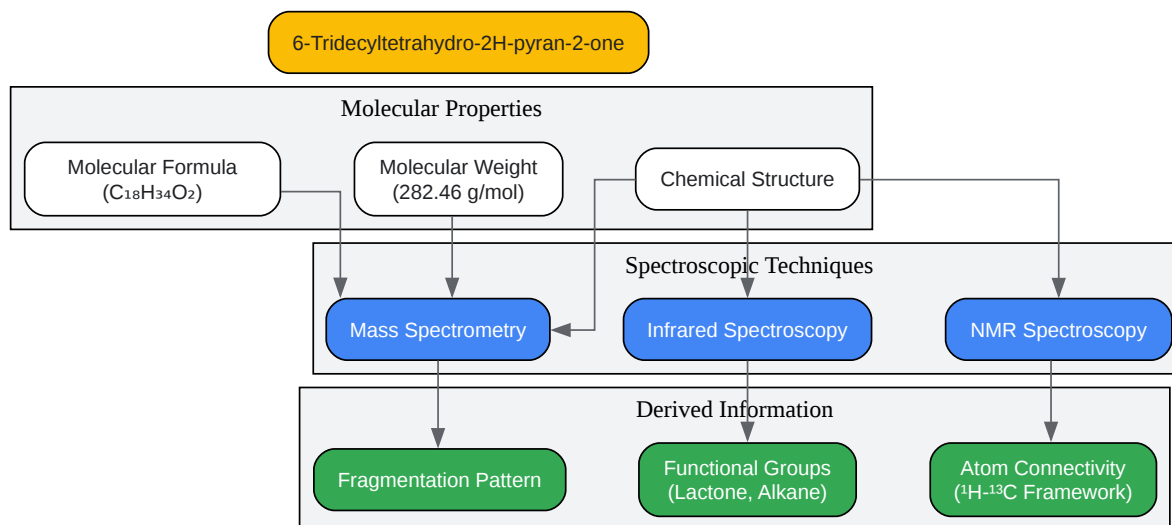 6-Tridecyltetrahydro-2H-pyran-2-one
Molecular Properties
Molecular Formula
(C₁₈H₃₄O₂)
Molecular Weight
(282.46 g/mol)
Chemical Structure
Spectroscopic Techniques
Mass Spectrometry
Infrared Spectroscopy
NMR Spectroscopy
Derived Information
Fragmentation Pattern
Functional Groups
(Lactone, Alkane)
Atom Connectivity
(¹H-¹³C Framework)